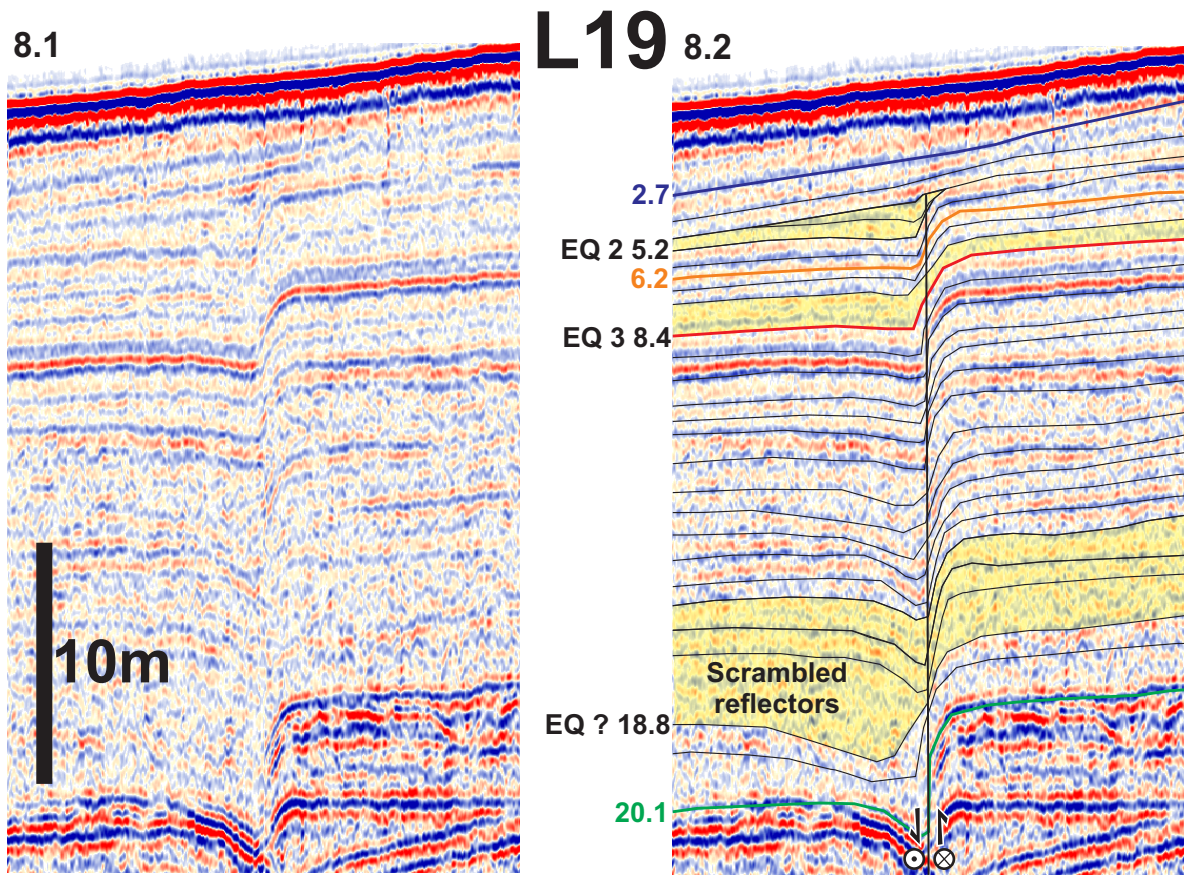 8.1
L19
8.2
2.7
EQ 2 5.2
6.2
EQ 3 8.4
10m
Scrambled
reflectors
EQ ? 18.8
20.1